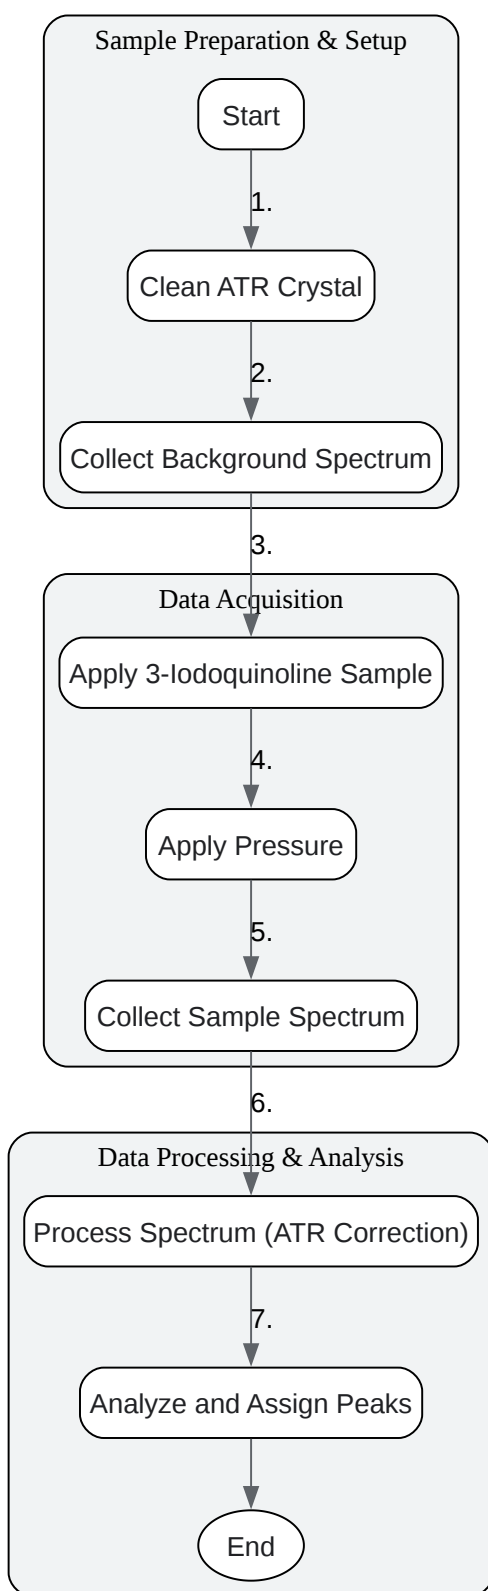 Sample Preparation & Setup
Start
1.
Clean ATR Crystal
2.
Collect Background Spectrum
3.
Data Acquisition
Apply 3-Iodoquinoline Sample
4.
Apply Pressure
5.
Collect Sample Spectrum
6.
Data Processing & Analysis
Process Spectrum (ATR Correction)
7.
Analyze and Assign Peaks
End